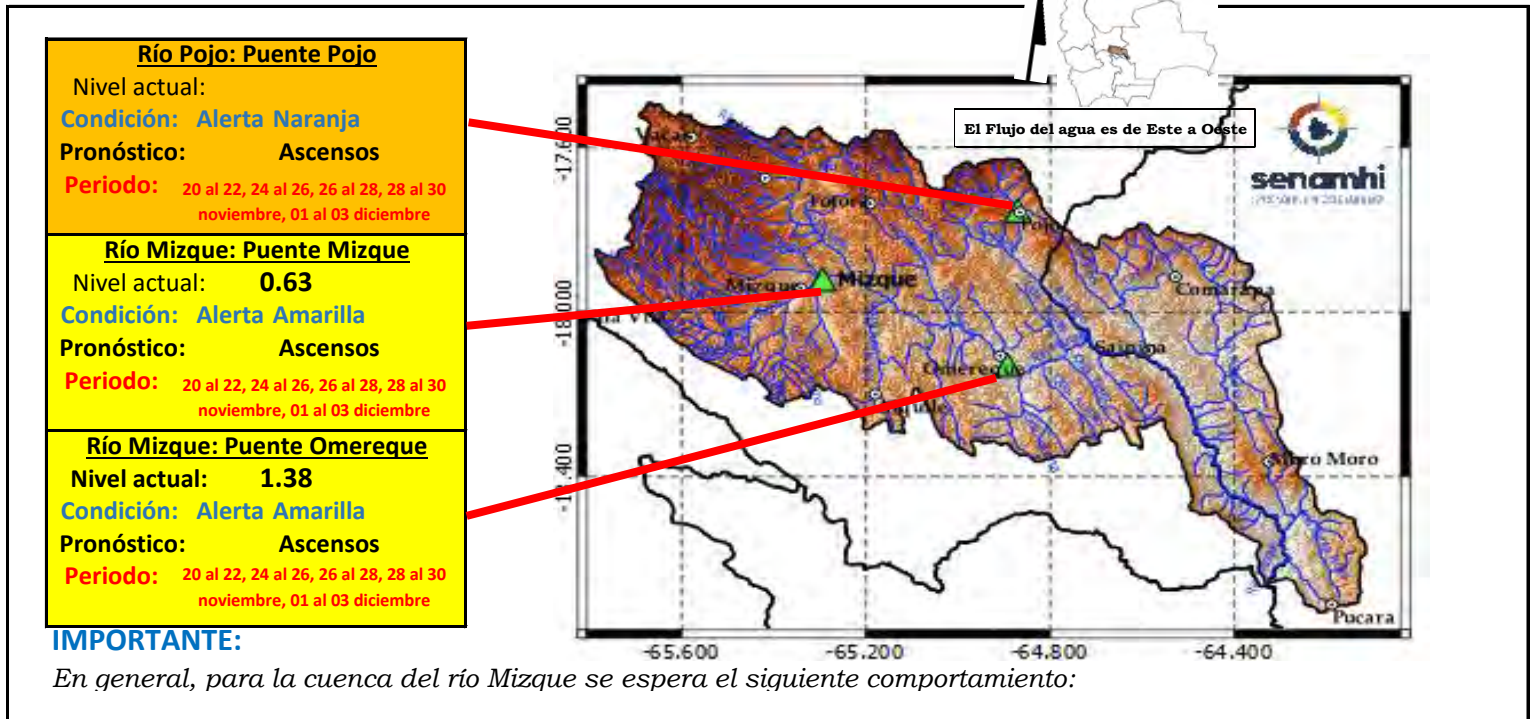 Río Pojo: Puente Pojo
Nivel actual:
Condición: Alerta Naranja
Pronóstico: Ascensos
Periodo: 20 al 22, 24 al 26, 26 al 28, 28 al 30
noviembre, 01 al 03 diciembre
Río Mizque: Puente Mizque
Nivel actual: 0.63
Condición: Alerta Amarilla
Pronóstico: Ascensos
Periodo: 20 al 22, 24 al 26, 26 al 28, 28 al 30
noviembre, 01 al 03 diciembre
Río Mizque: Puente Omereque
Nivel actual: 1.38
Condición: Alerta Amarilla
Pronóstico: Ascensos
Periodo: 20 al 22, 24 al 26, 26 al 28, 28 al 30
noviembre, 01 al 03 diciembre
El Flujo del agua es de Este a Oeste
senamhi
Vacas
Totora
Pojo
Mizque
Mizque
Comarapa
Saipina
Omereque
Moro Moro
Pucara
-65.600
-65.200
-64.800
-64.400
IMPORTANTE:
En general, para la cuenca del río Mizque se espera el siguiente comportamiento: